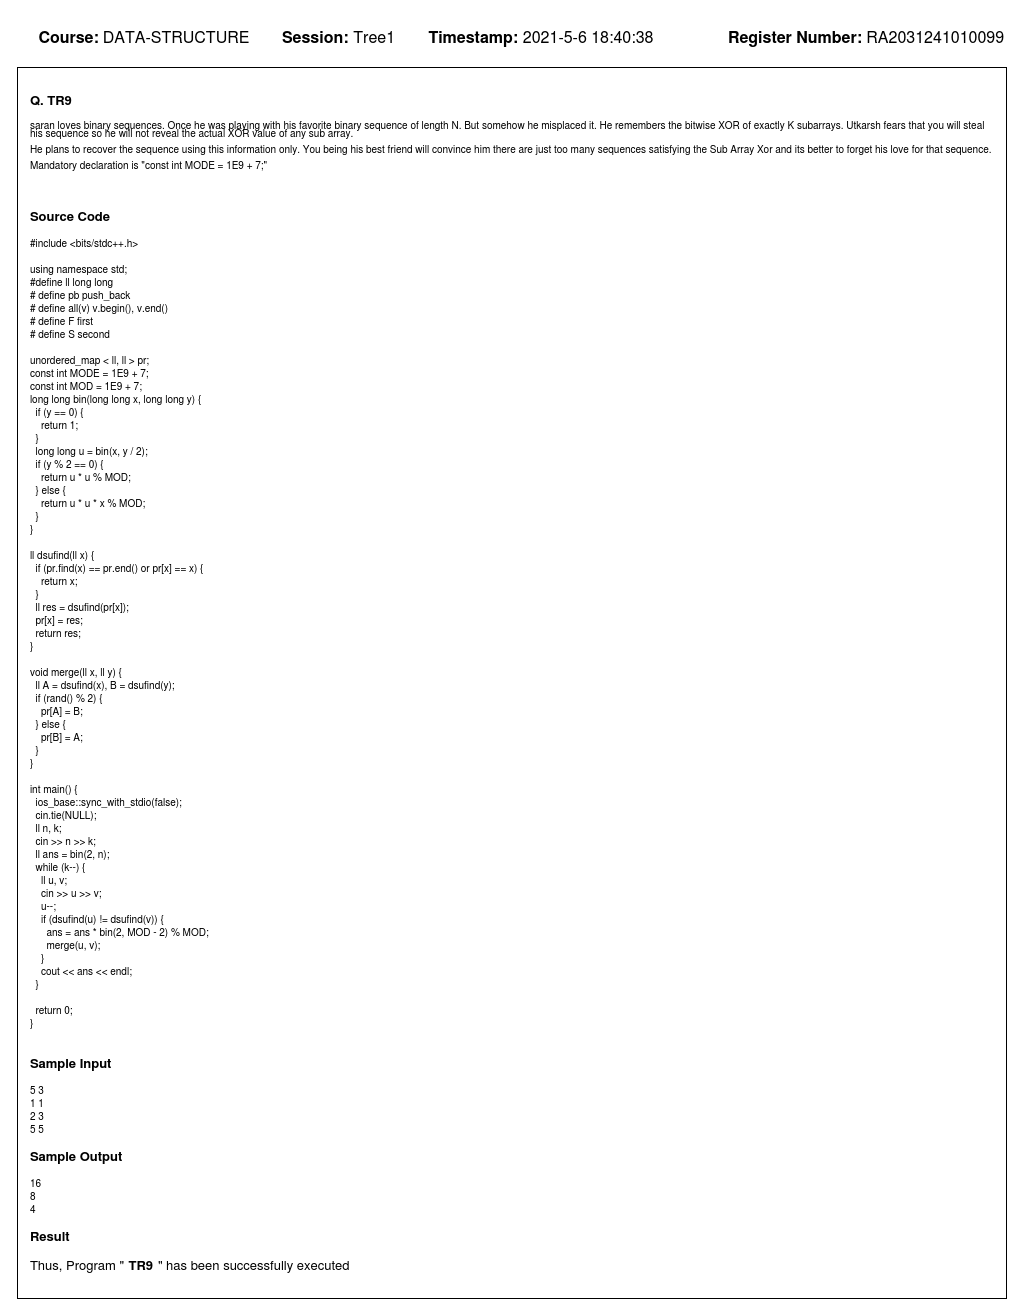 Course: DATA-STRUCTURE Session: Tree1 Timestamp: 2021-5-6 18:40:38 Register Number: RA2031241010099
Q. TR9
saran loves binary sequences. Once he was playing with his favorite binary sequence of length N. But somehow he misplaced it. He remembers the bitwise XOR of exactly K subarrays. Utkarsh fears that you will steal
his sequence so he will not reveal the actual XOR value of any sub array.
He plans to recover the sequence using this information only. You being his best friend will convince him there are just too many sequences satisfying the Sub Array Xor and its better to forget his love for that sequence.
Mandatory declaration is "const int MODE = 1E9 + 7;"
Source Code
#include <bits/stdc++.h>
using namespace std;
#define ll long long
# define pb push_back
# define all(v) v.begin(), v.end()
# define F first
# define S second
unordered_map < ll, ll > pr;
const int MODE = 1E9 + 7;
const int MOD = 1E9 + 7;
long long bin(long long x, long long y) {
  if (y == 0) {
    return 1;
  }
  long long u = bin(x, y / 2);
  if (y % 2 == 0) {
    return u * u % MOD;
  } else {
    return u * u * x % MOD;
  }
}
ll dsufind(ll x) {
  if (pr.find(x) == pr.end() or pr[x] == x) {
    return x;
  }
  ll res = dsufind(pr[x]);
  pr[x] = res;
  return res;
}
void merge(ll x, ll y) {
  ll A = dsufind(x), B = dsufind(y);
  if (rand() % 2) {
    pr[A] = B;
  } else {
    pr[B] = A;
  }
}
int main() {
  ios_base::sync_with_stdio(false);
  cin.tie(NULL);
  ll n, k;
  cin >> n >> k;
  ll ans = bin(2, n);
  while (k--) {
    ll u, v;
    cin >> u >> v;
    u--;
    if (dsufind(u) != dsufind(v)) {
      ans = ans * bin(2, MOD - 2) % MOD;
      merge(u, v);
    }
    cout << ans << endl;
  }
  return 0;
}
Sample Input
5 3
1 1
2 3
5 5
Sample Output
16
8
4
Result
Thus, Program " TR9 " has been successfully executed